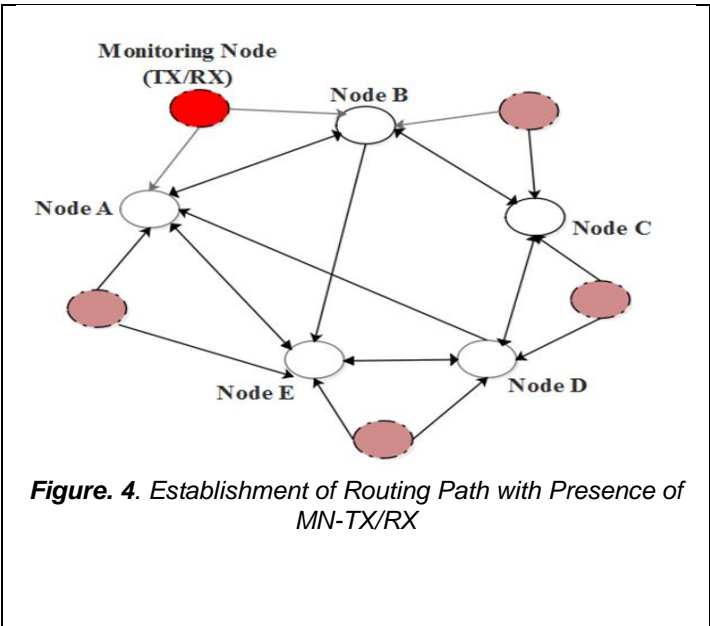 Monitoring Node
(TX/RX)
Node B
Node A
Node C
Node E
Node D
Figure. 4. Establishment of Routing Path with Presence of
MN-TX/RX